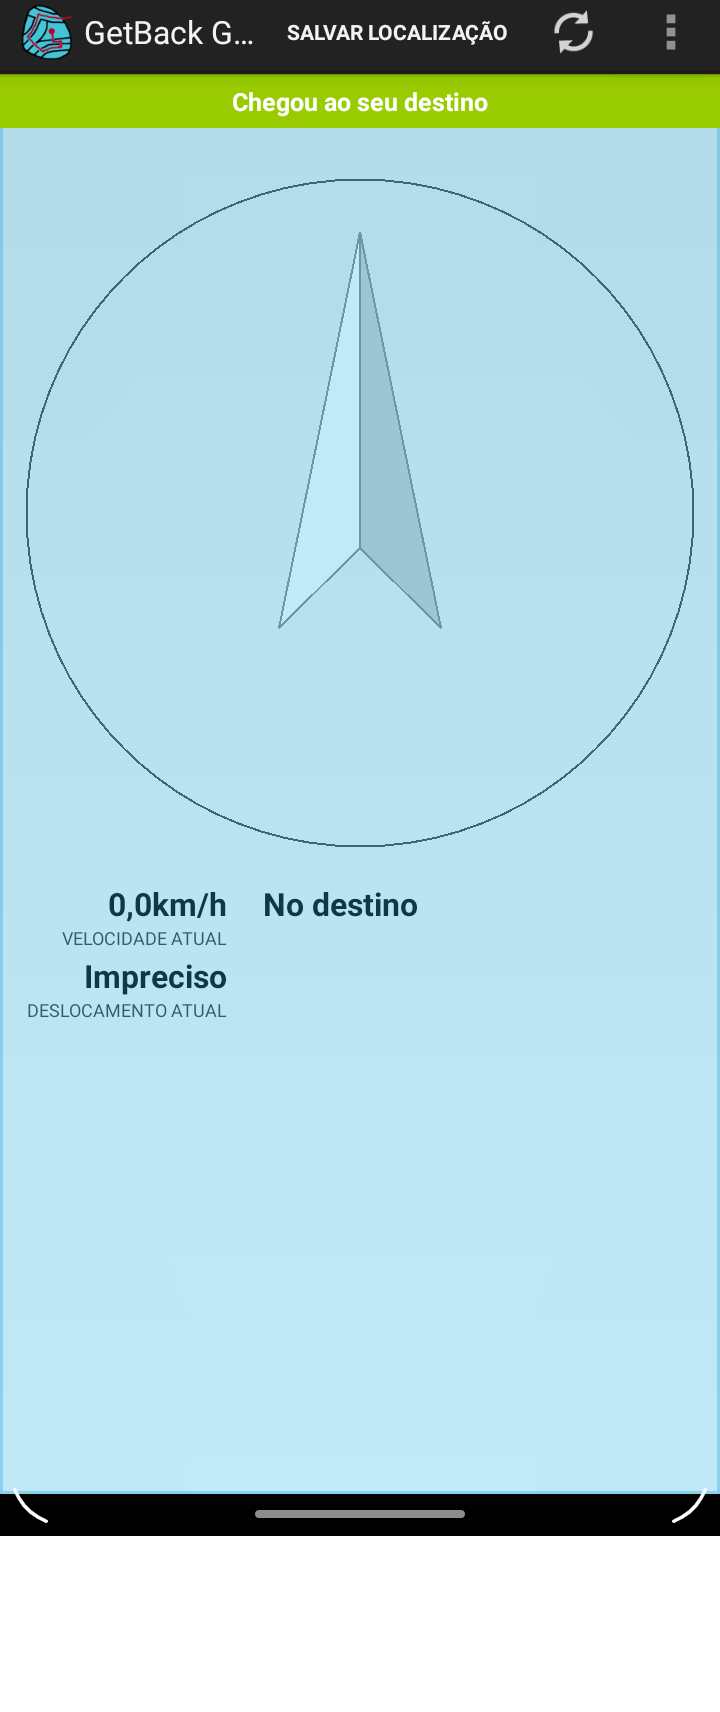 GetBack G...
SALVAR LOCALIZAÇÃO
Chegou ao seu destino
0,0km/h
No destino
VELOCIDADE ATUAL
Impreciso
DESLOCAMENTO ATUAL